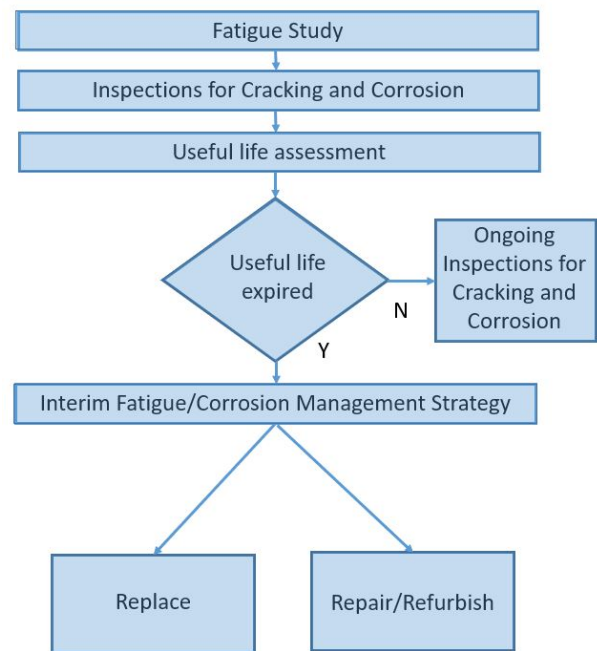 Fatigue Study
Inspections for Cracking and Corrosion
Useful life assessment
Useful life
expired
N
Ongoing
Inspections for
Cracking and
Corrosion
Y
Interim Fatigue/Corrosion Management Strategy
Replace
Repair/Refurbish